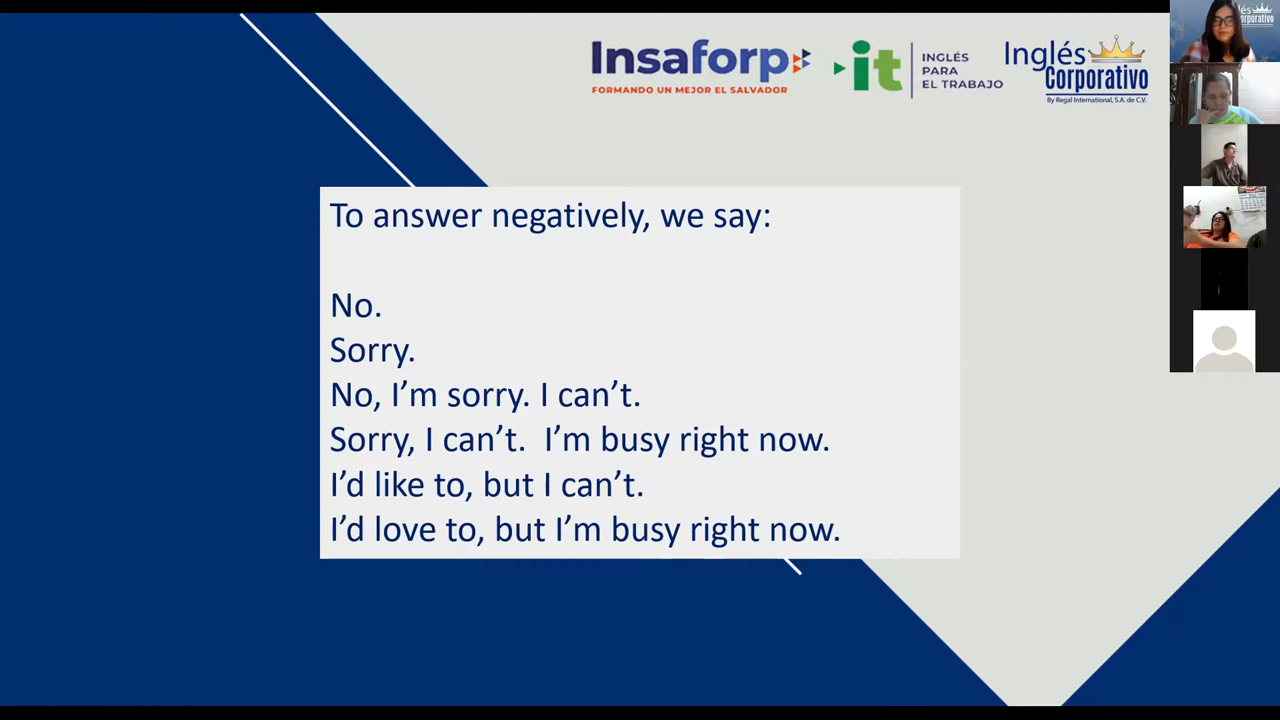 Insaforp
FORMANDO UN MEJOR EL SALVADOR
it
INGLÉS
PARA
EL TRABAJO
Inglés
Corporativo
By Regal International, S.A. de C.V.
To answer negatively, we say:
No.
Sorry.
No, I’m sorry. I can’t.
Sorry, I can’t.  I’m busy right now.
I’d like to, but I can’t.
I’d love to, but I’m busy right now.